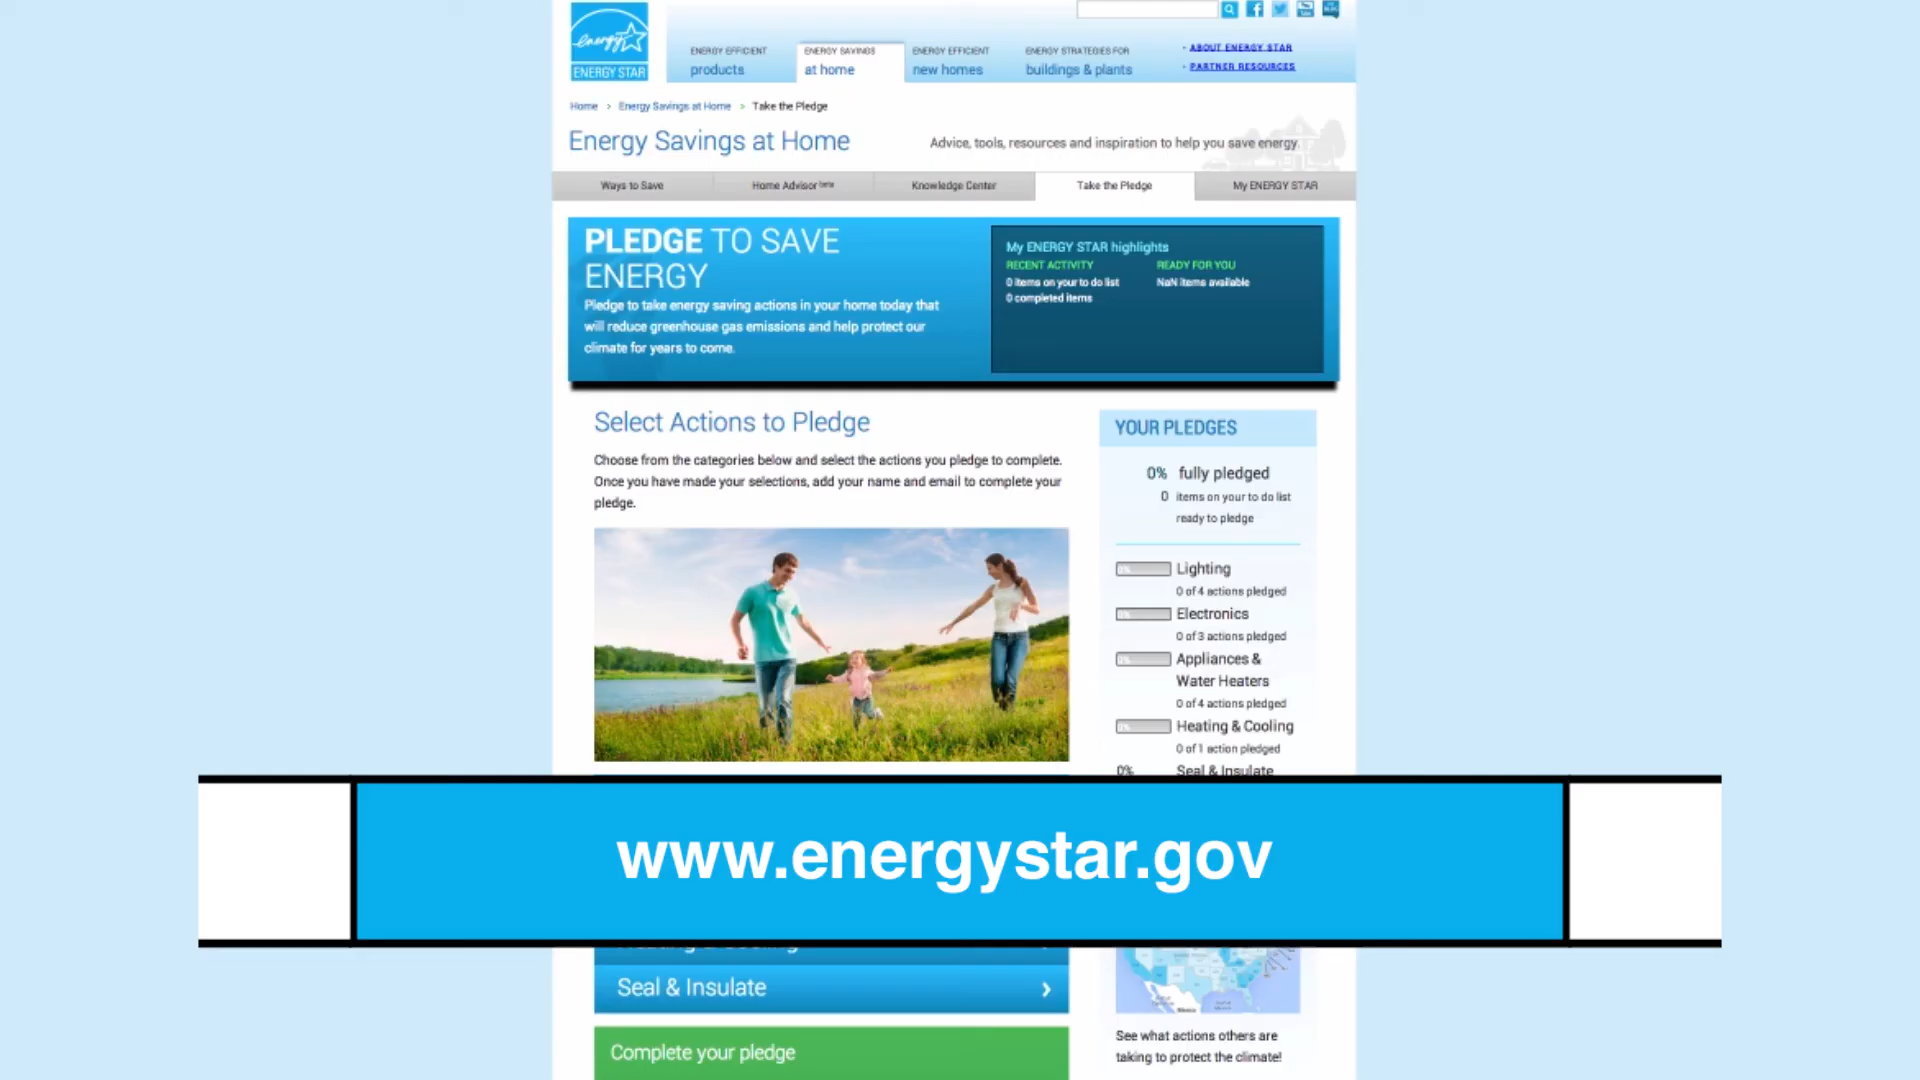 energy
ENERGY STAR
ENERGY EFFICIENT
products
ENERGY SAVINGS
at home
ENERGY EFFICIENT
new homes
ENERGY STRATEGIES FOR
buildings & plants
- ABOUT ENERGY STAR
- PARTNER RESOURCES
Home > Energy Savings at Home > Take the Pledge
Energy Savings at Home
Advice, tools, resources and inspiration to help you save energy.
Ways to Save
Home Advisor beta
Knowledge Center
Take the Pledge
My ENERGY STAR
PLEDGE TO SAVE
ENERGY
Pledge to take energy saving actions in your home today that
will reduce greenhouse gas emissions and help protect our
climate for years to come.
My ENERGY STAR highlights
RECENT ACTIVITY
0 items on your to do list
0 completed items
READY FOR YOU
NaN items available
Select Actions to Pledge
Choose from the categories below and select the actions you pledge to complete.
Once you have made your selections, add your name and email to complete your
pledge.
YOUR PLEDGES
0% fully pledged
0 items on your to do list
ready to pledge
0% Lighting
0 of 4 actions pledged
0% Electronics
0 of 3 actions pledged
0% Appliances &
Water Heaters
0 of 4 actions pledged
0% Heating & Cooling
0 of 1 action pledged
0% Seal & Insulate
www.energystar.gov
Seal & Insulate
Complete your pledge
Mexico
See what actions others are
taking to protect the climate!